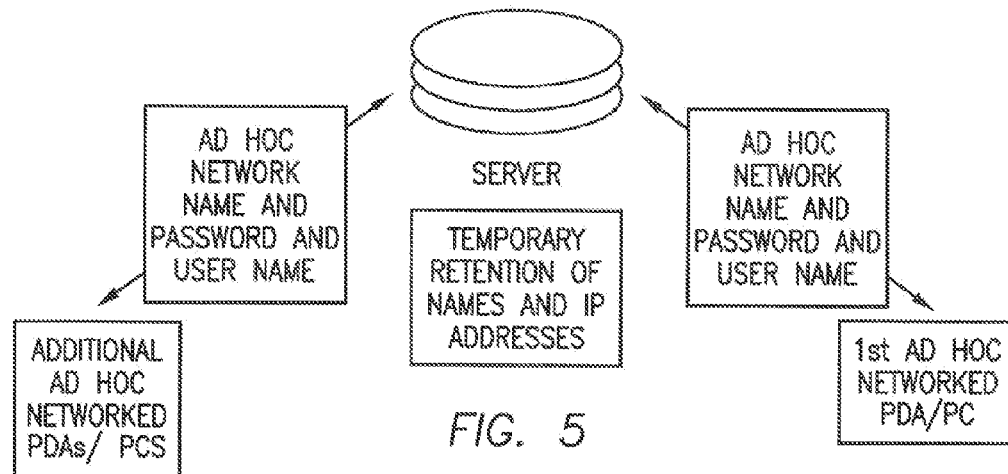 AD HOC
NETWORK
NAME AND
PASSWORD AND
USER NAME
SERVER
TEMPORARY
RETENTION OF
NAMES AND IP
ADDRESSES
AD HOC
NETWORK
NAME AND
PASSWORD AND
USER NAME
ADDITIONAL
AD HOC
NETWORKED
PDAs/ PCS
1st AD HOC
NETWORKED
PDA/PC
FIG. 5